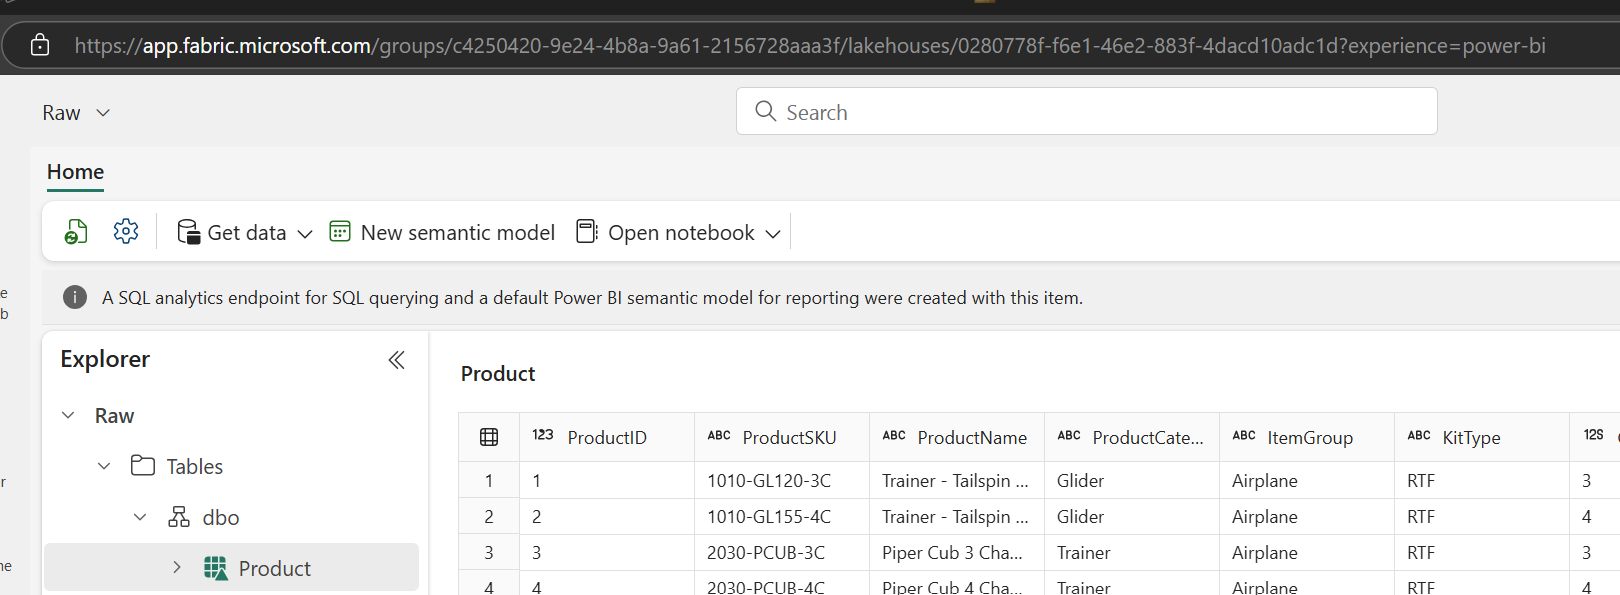 https://app.fabric.microsoft.com/groups/c4250420-9e24-4b8a-9a61-2156728aaa3f/lakehouses/0280778f-f6e1-46e2-883f-4dacd10adc1d?experience=power-bi
Raw
Search
Home
Get data
New semantic model
Open notebook
A SQL analytics endpoint for SQL querying and a default Power BI semantic model for reporting were created with this item.
Explorer
Raw
Tables
dbo
Product
Product
123 ProductID ABC ProductSKU ABC ProductName ABC ProductCate... ABC ItemGroup ABC KitType 12S
1 1 1010-GL120-3C Trainer - Tailspin ... Glider Airplane RTF 3
2 2 1010-GL155-4C Trainer - Tailspin ... Glider Airplane RTF 4
3 3 2030-PCUB-3C Piper Cub 3 Cha... Trainer Airplane RTF 3
4 4 2030-PCUB-4C Piper Cub 4 Cha... Trainer Airplane RTF 4